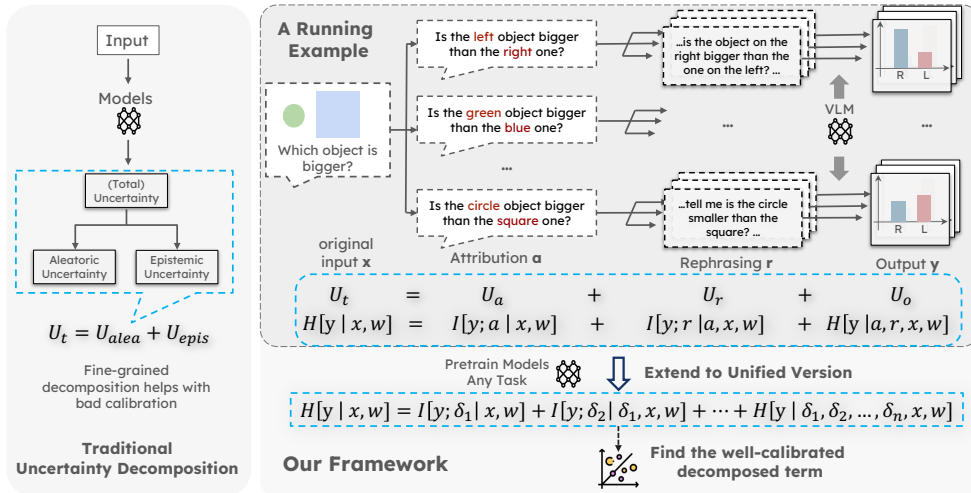 Input
Models
(Total)
Uncertainty
Aleatoric
Uncertainty
Epistemic
Uncertainty
U_t = U_alea + U_epis
Fine-grained
decomposition helps with
bad calibration
Traditional
Uncertainty Decomposition
A Running
Example
Which object is
bigger?
original
input x
Is the left object bigger
than the right one?
Is the green object bigger
than the blue one?
...
Is the circle object bigger
than the square one?
Attribution a
...is the object on the
right bigger than the
one on the left? ...
...
...tell me is the circle
smaller than the
square? ...
Rephrasing r
R L
VLM
...
R L
Output y
U_t = U_a + U_r + U_o
H[y | x, w] = I[y; a | x, w] + I[y; r |a, x, w] + H[y |a, r, x, w]
Pretrain Models
Any Task
Extend to Unified Version
H[y | x, w] = I[y; δ_1| x, w] + I[y; δ_2| δ_1, x, w] + ⋯ + H[y | δ_1, δ_2, ..., δ_n, x, w]
Our Framework
Find the well-calibrated
decomposed term